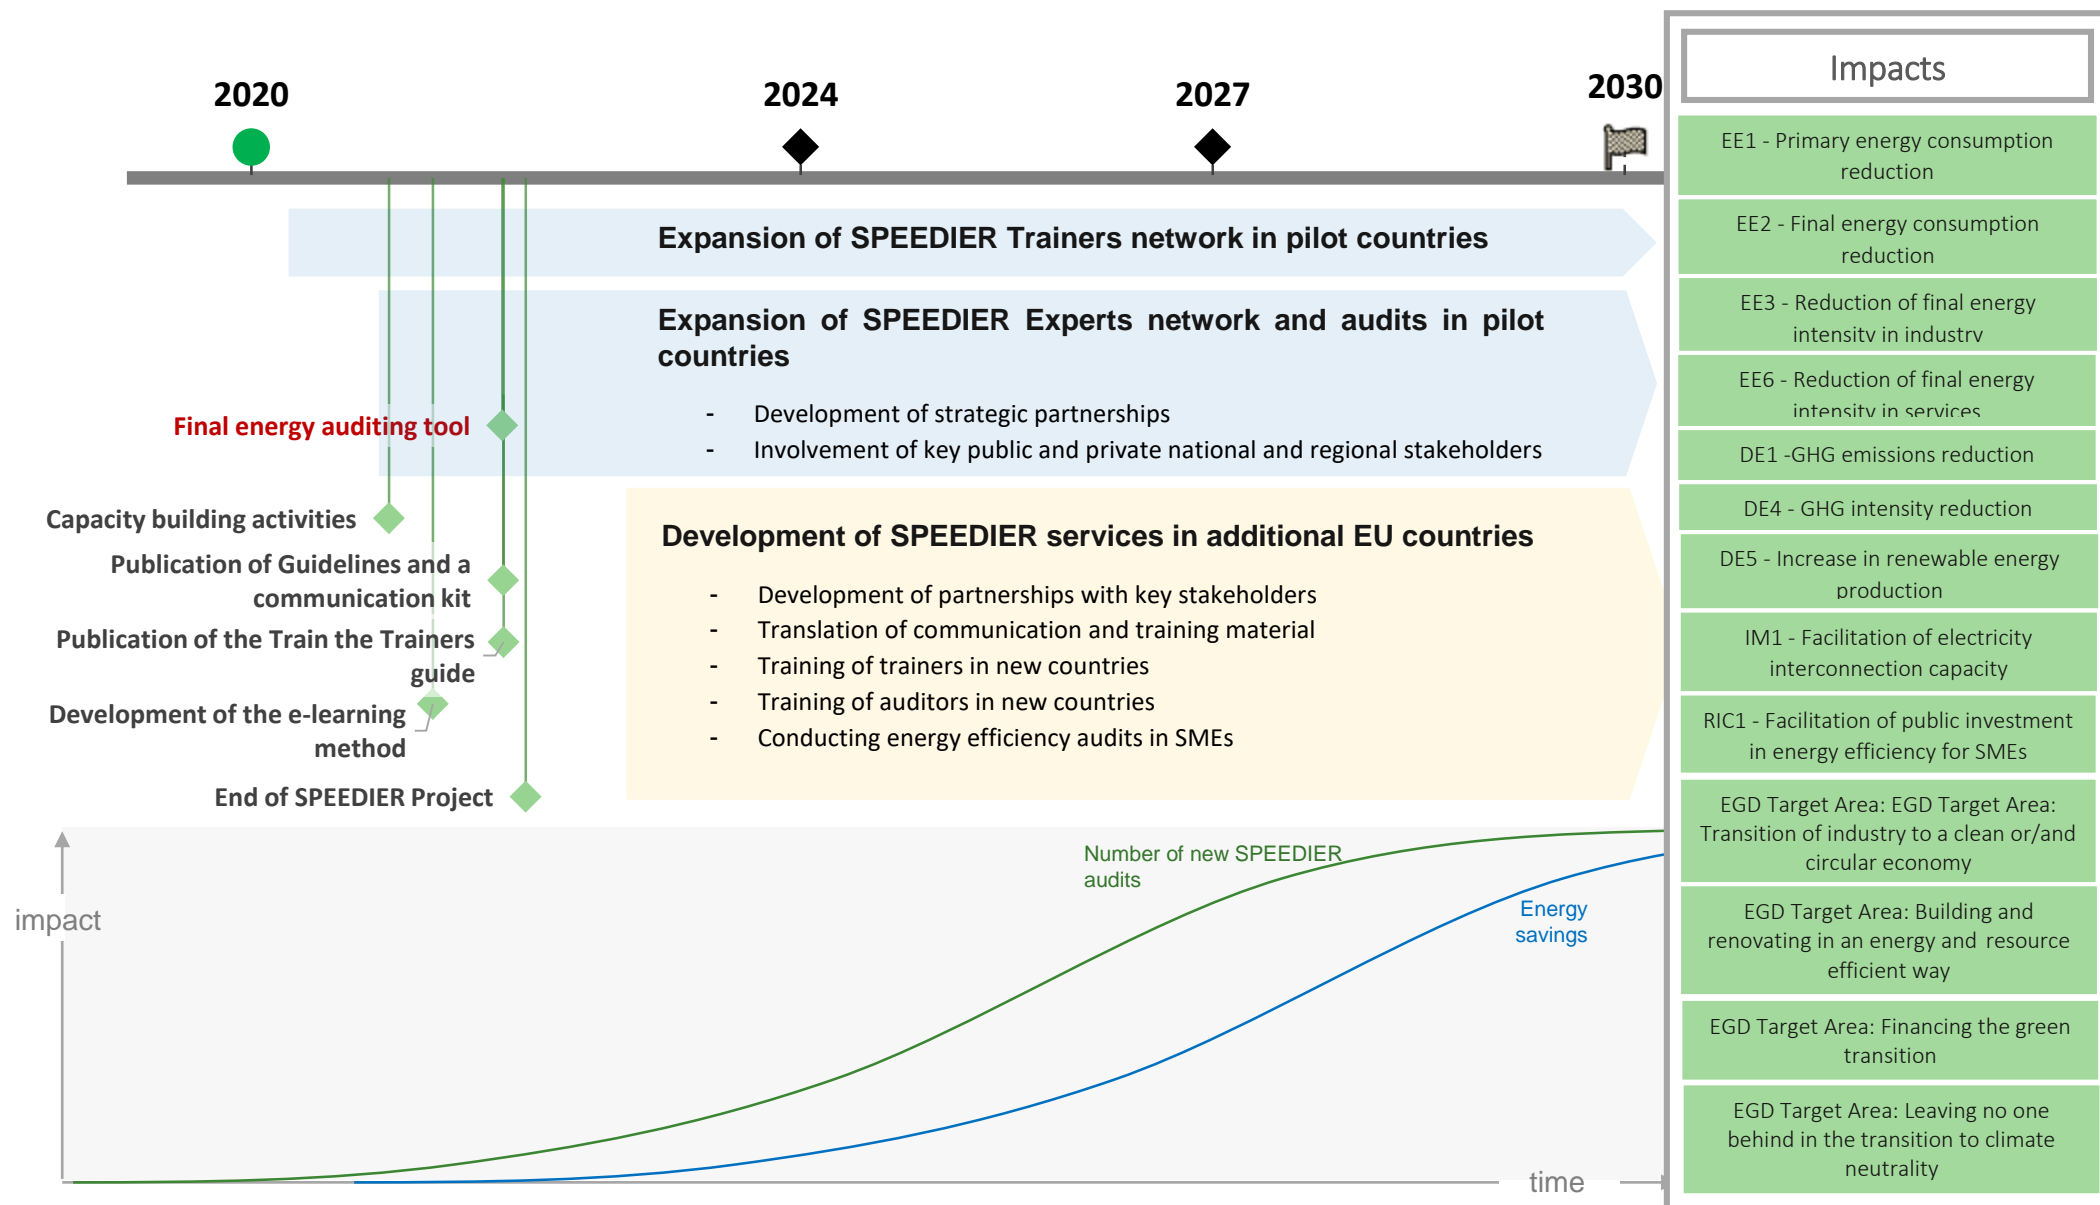 2020
2024
2027
2030
Expansion of SPEEDIER Trainers network in pilot countries
Expansion of SPEEDIER Experts network and audits in pilot
countries
- Development of strategic partnerships
- Involvement of key public and private national and regional stakeholders
Final energy auditing tool
Capacity building activities
Publication of Guidelines and a
communication kit
Publication of the Train the Trainers
guide
Development of the e-learning
method
End of SPEEDIER Project
Development of SPEEDIER services in additional EU countries
- Development of partnerships with key stakeholders
- Translation of communication and training material
- Training of trainers in new countries
- Training of auditors in new countries
- Conducting energy efficiency audits in SMEs
impact
Number of new SPEEDIER
audits
Energy
savings
time
Impacts
EE1 - Primary energy consumption
reduction
EE2 - Final energy consumption
reduction
EE3 - Reduction of final energy
intensity in industry
EE6 - Reduction of final energy
intensity in services
DE1 -GHG emissions reduction
DE4 - GHG intensity reduction
DE5 - Increase in renewable energy
production
IM1 - Facilitation of electricity
interconnection capacity
RIC1 - Facilitation of public investment
in energy efficiency for SMEs
EGD Target Area: EGD Target Area:
Transition of industry to a clean or/and
circular economy
EGD Target Area: Building and
renovating in an energy and resource
efficient way
EGD Target Area: Financing the green
transition
EGD Target Area: Leaving no one
behind in the transition to climate
neutrality